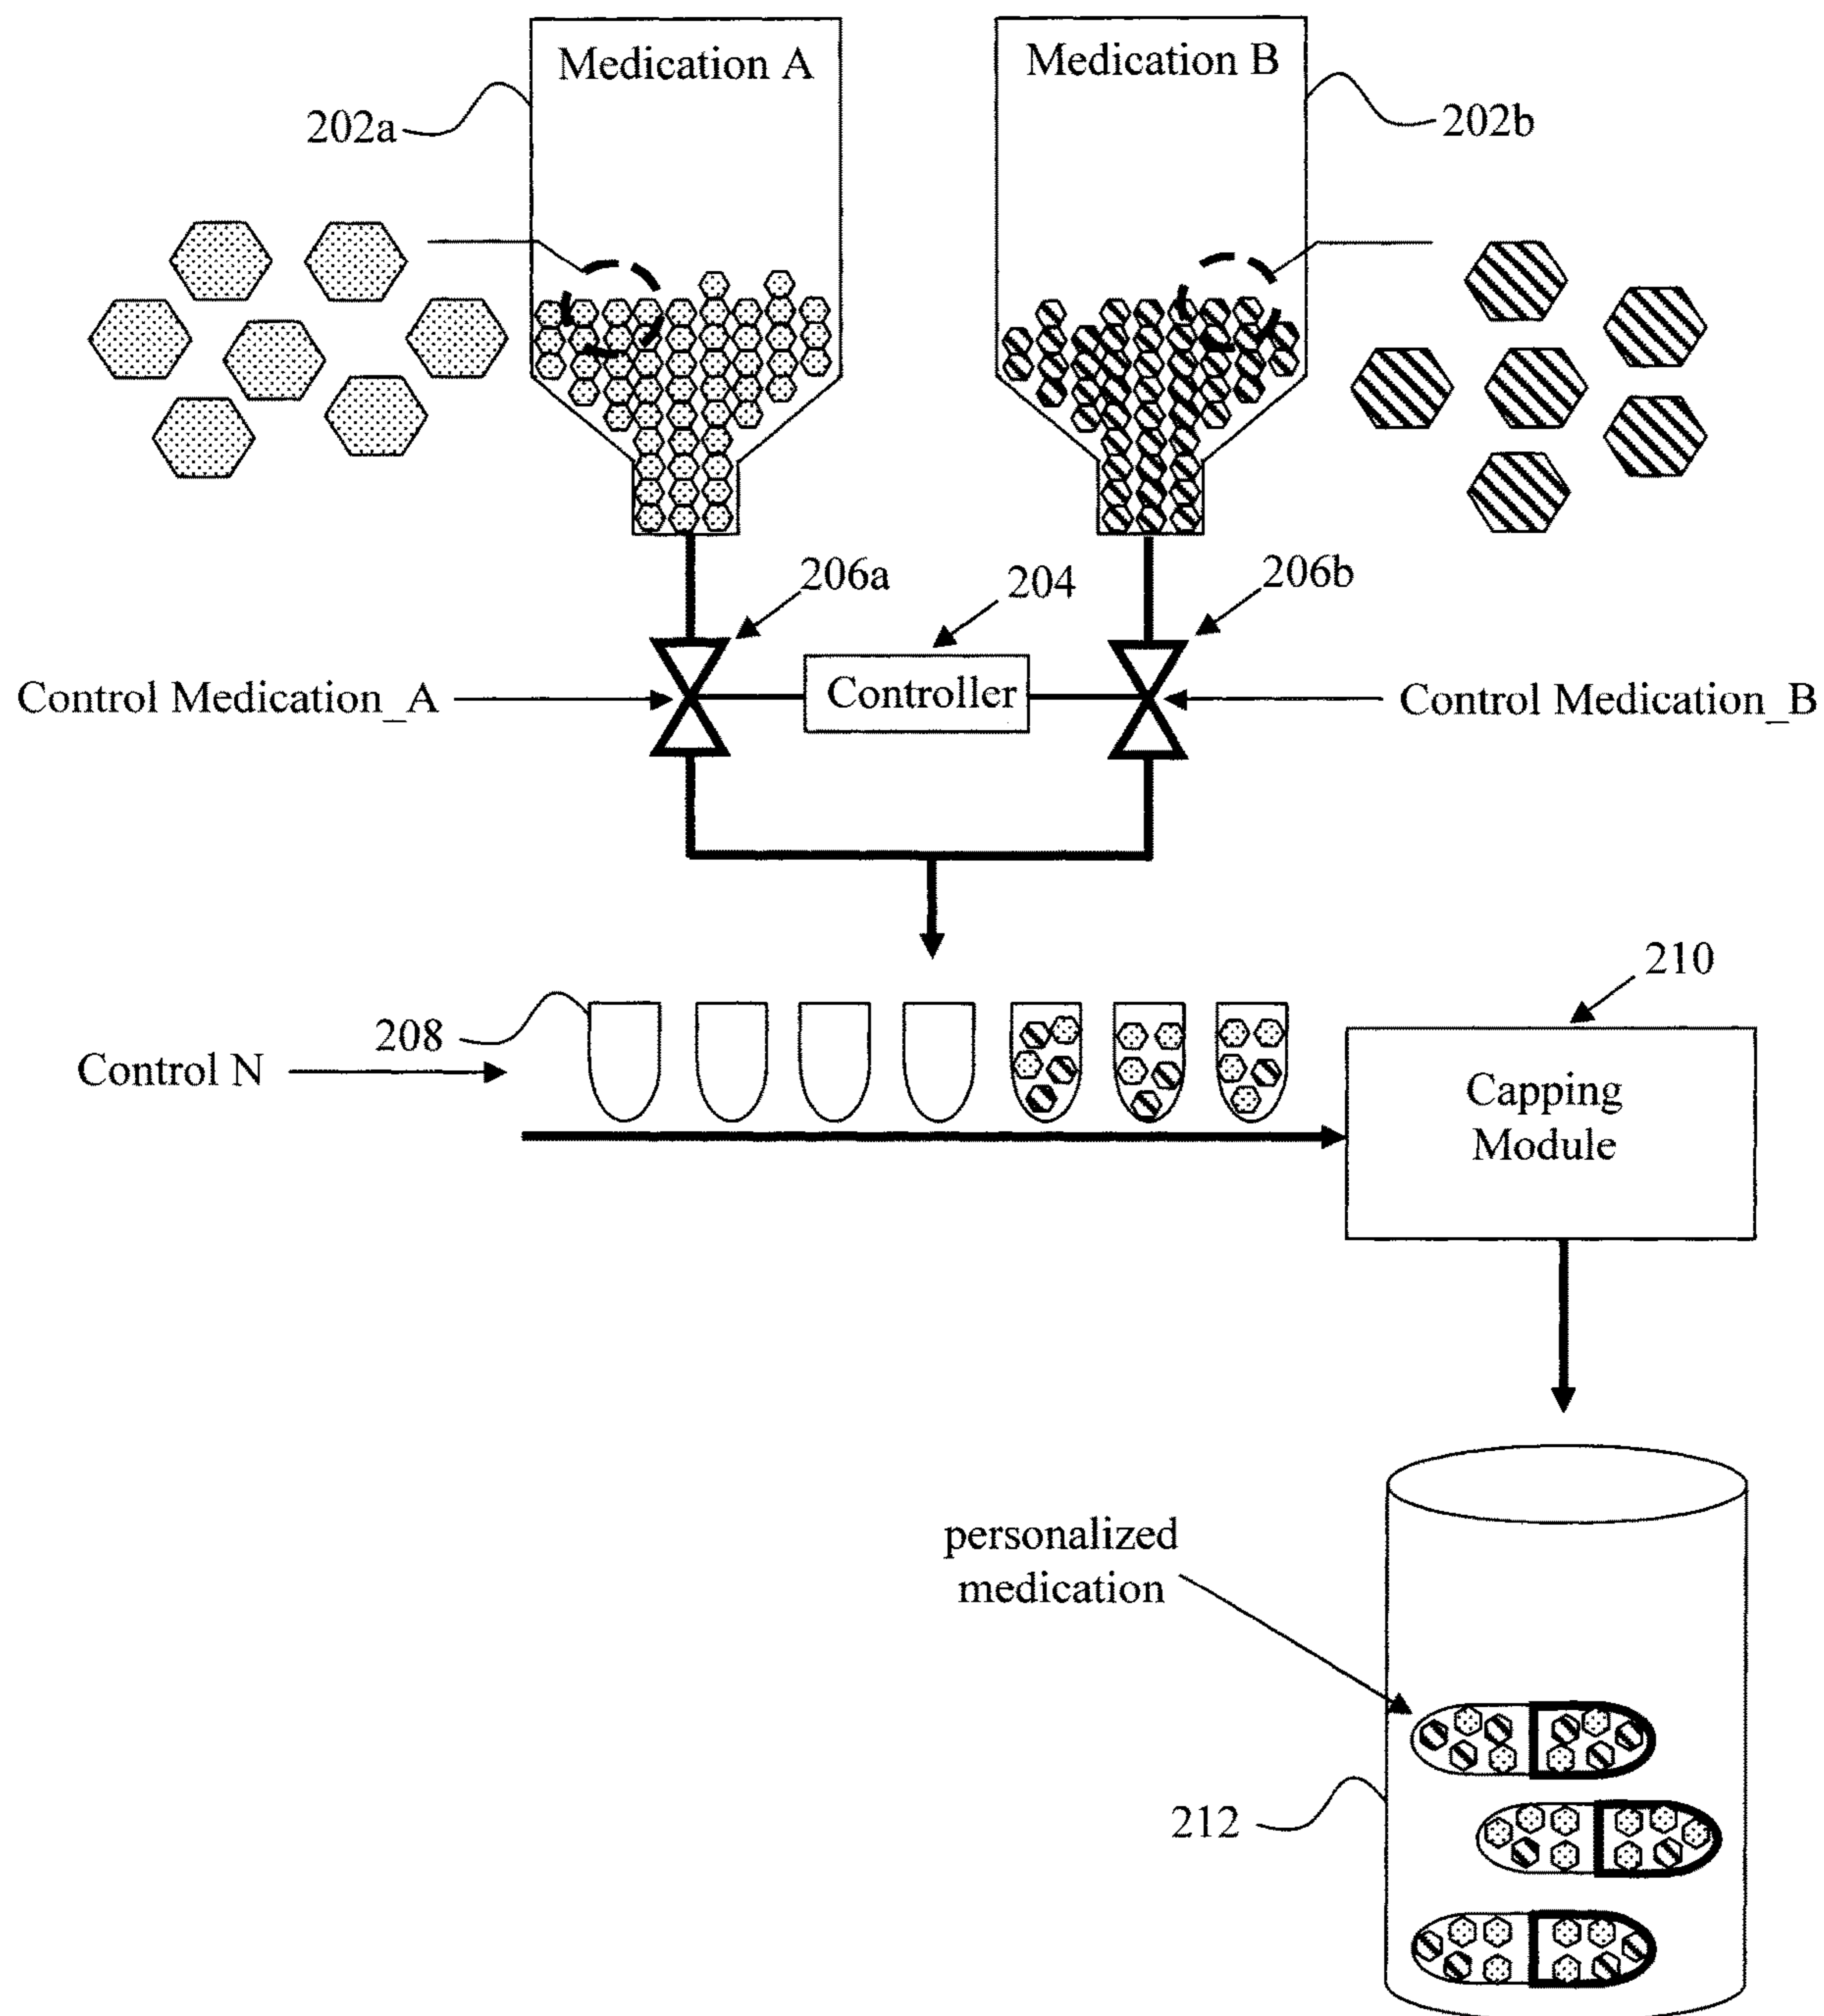 Medication A
Medication B
202a
202b
206a
204
206b
Control Medication_A
Controller
Control Medication_B
210
208
Control N
Capping
Module
personalized
medication
212